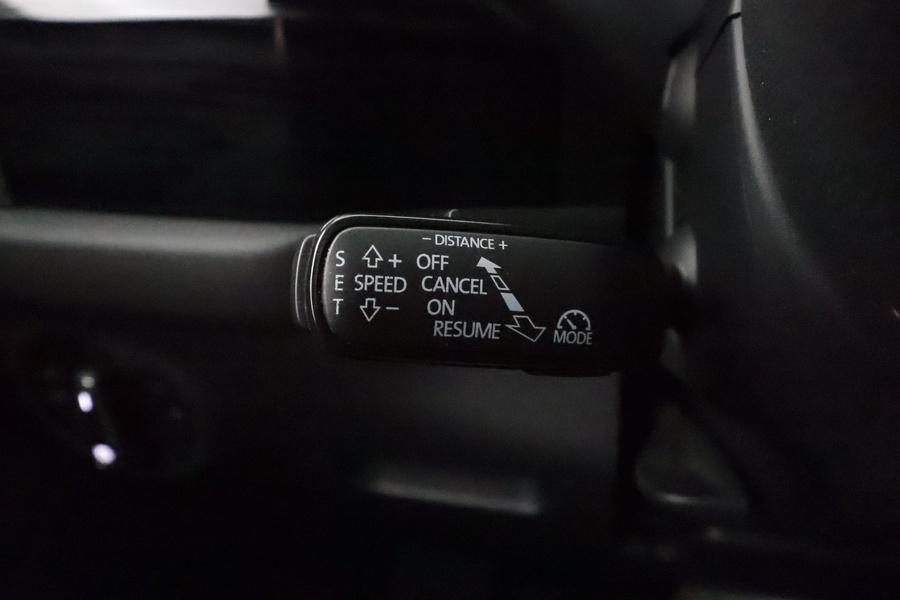 – DISTANCE +
S + OFF
E SPEED CANCEL
T – ON
RESUME
MODE